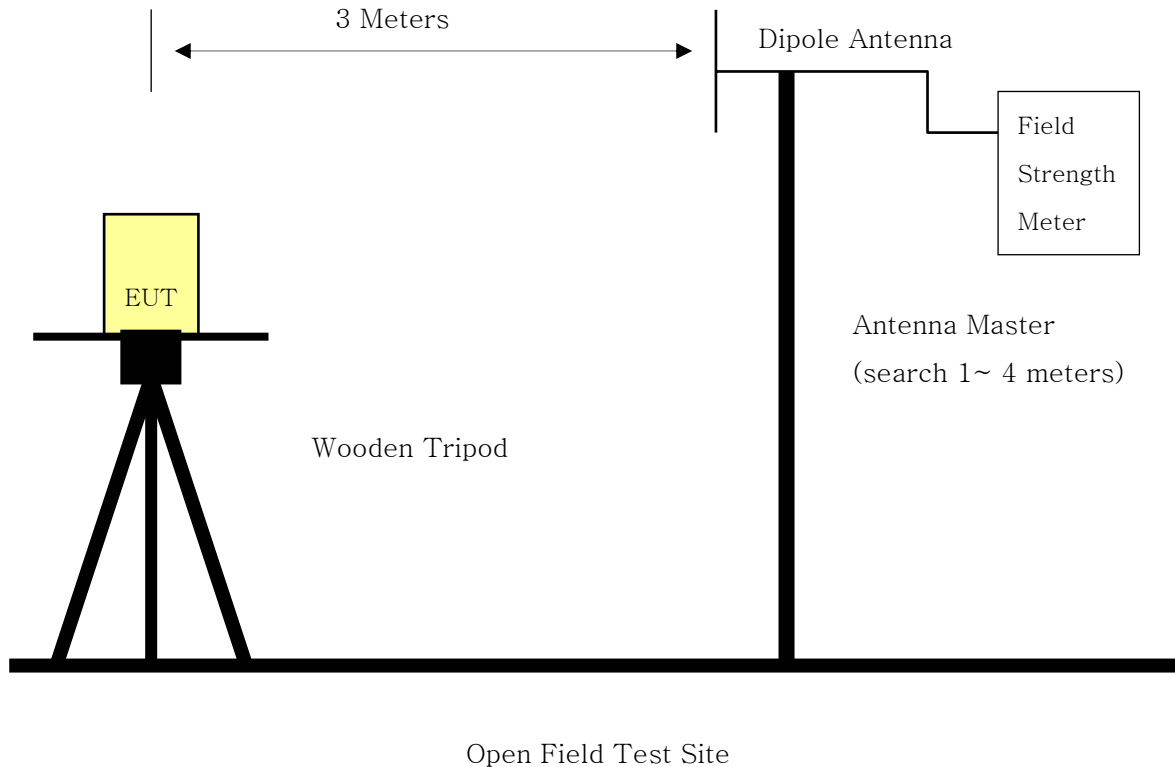 3 Meters
Dipole Antenna
Field
Strength
Meter
EUT
Antenna Master
(search 1~ 4 meters)
Wooden Tripod
Open Field Test Site